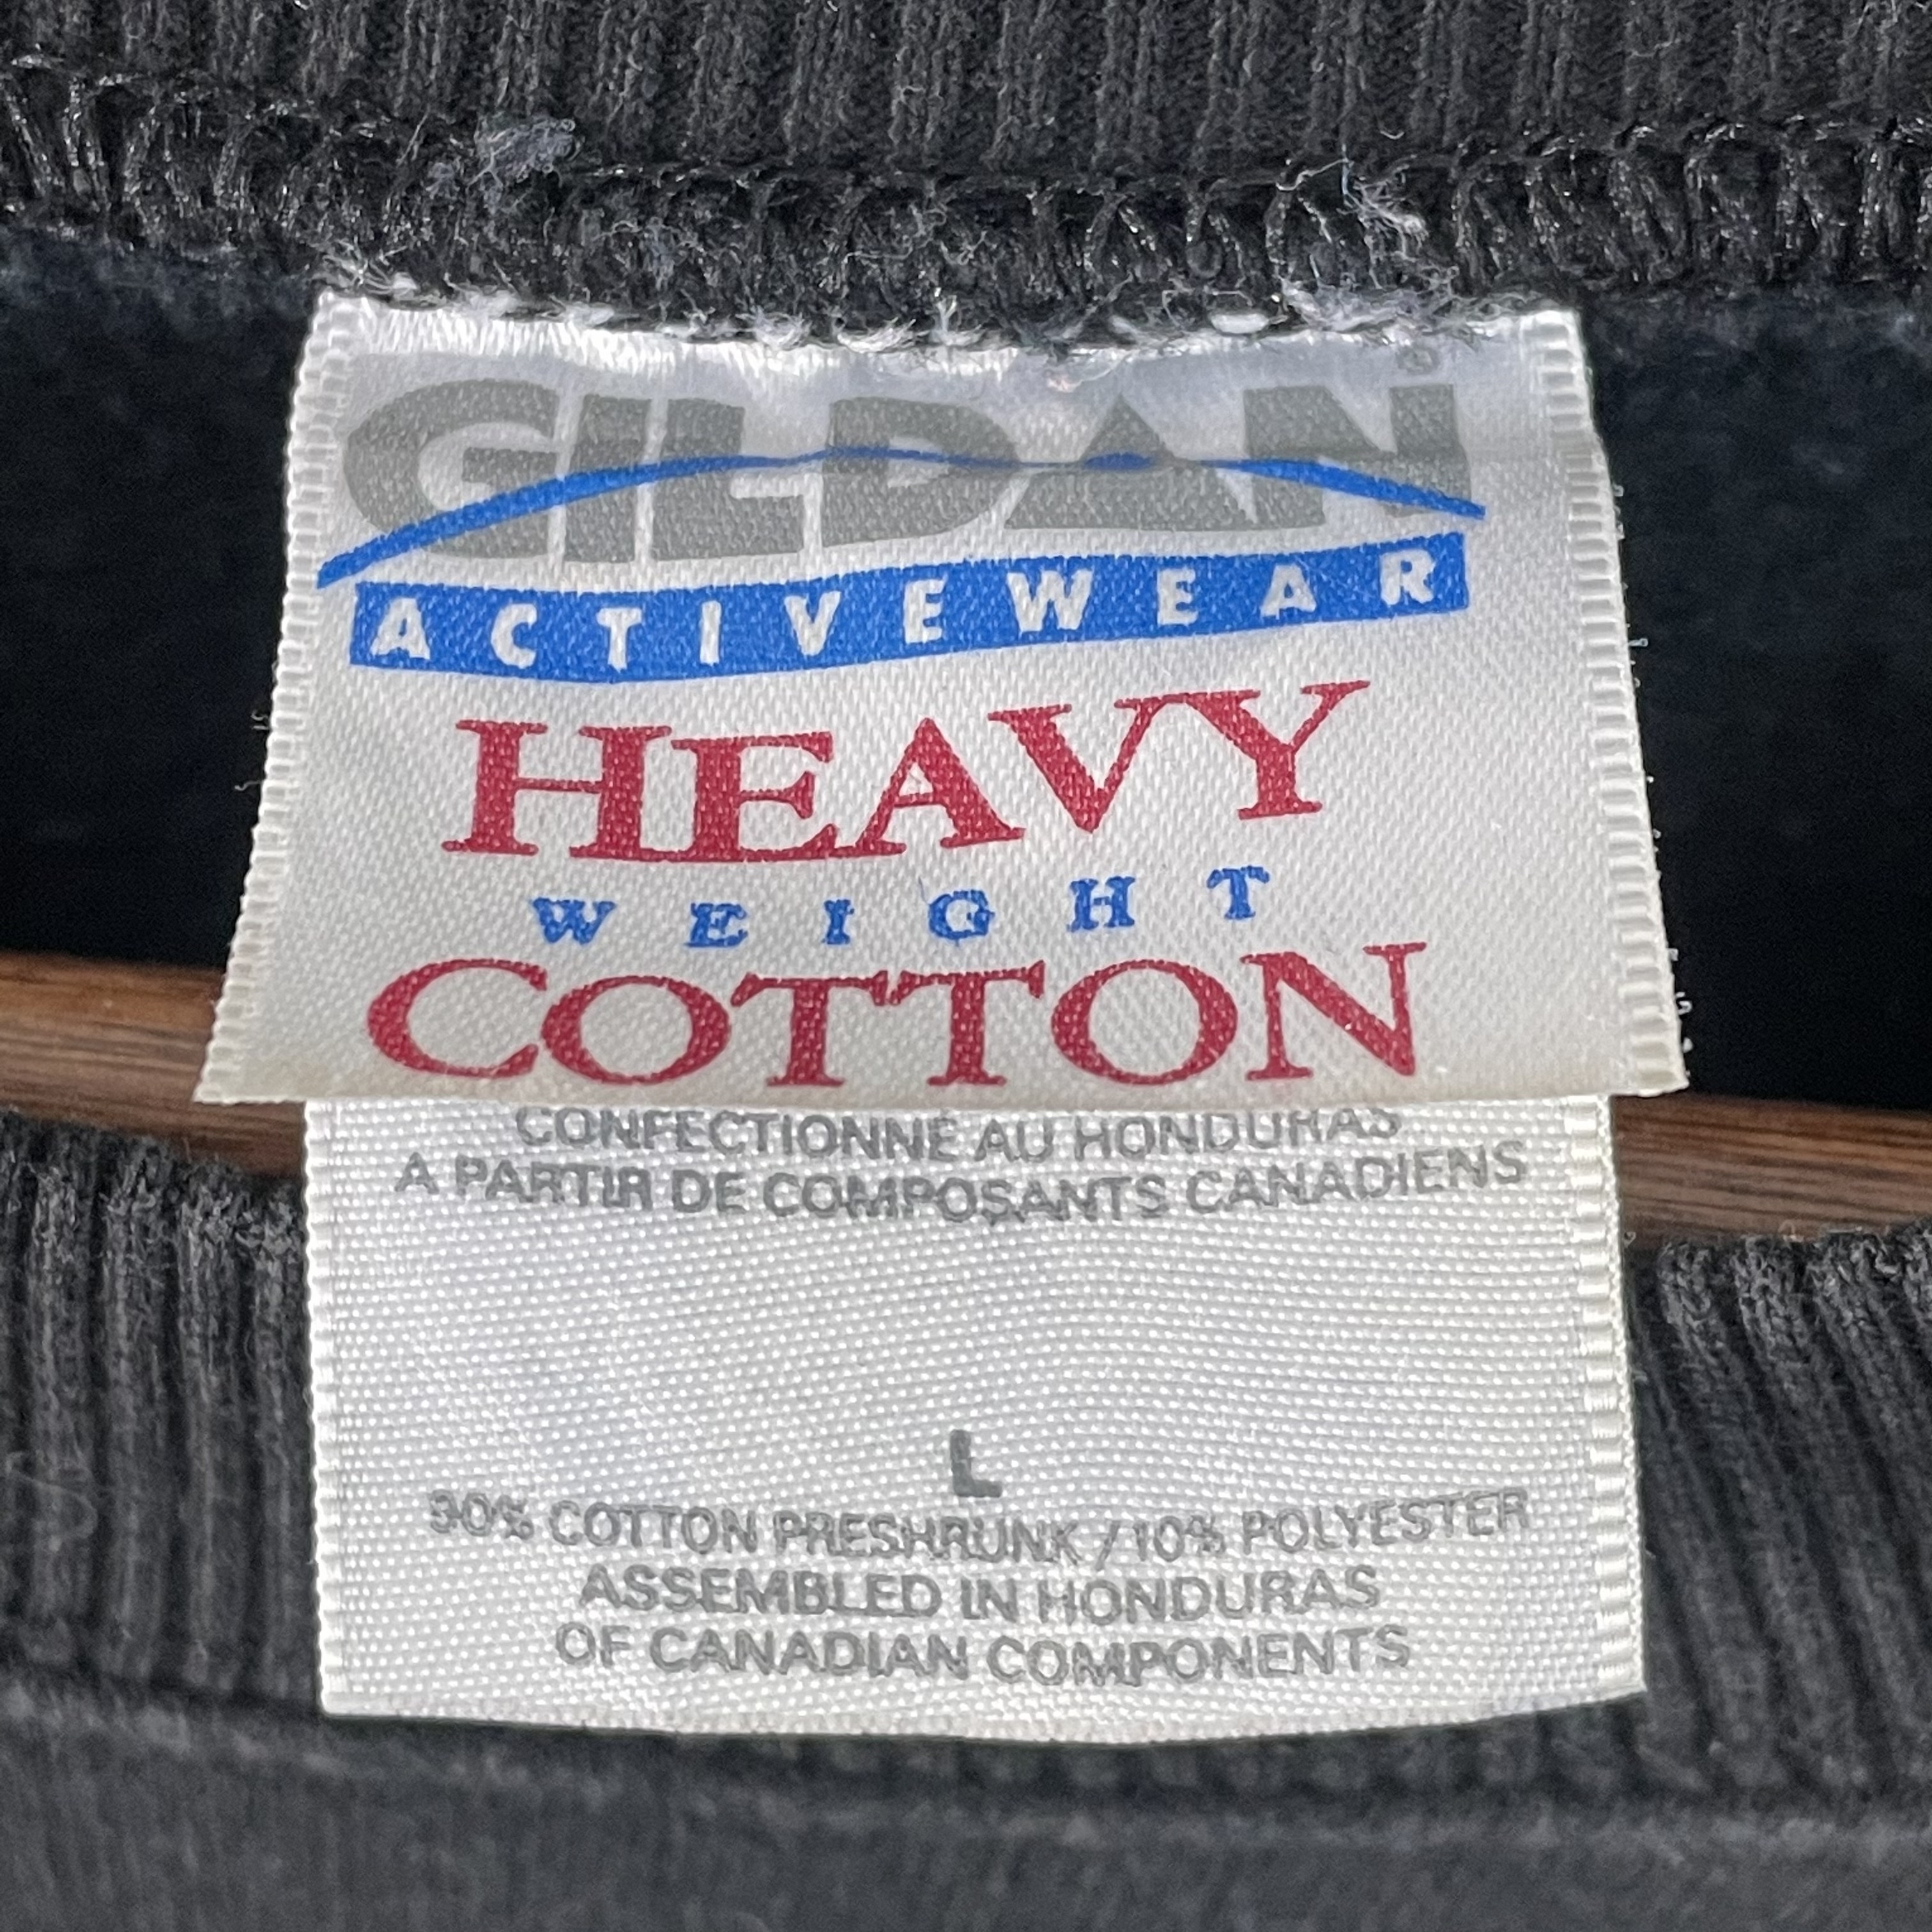 GILDAN®
ACTIVEWEAR
HEAVY
WEIGHT
COTTON
CONFECTIONNÉ AU HONDURAS
A PARTIR DE COMPOSANTS CANADIENS
L
90% COTTON PRESHRUNK / 10% POLYESTER
ASSEMBLED IN HONDURAS
OF CANADIAN COMPONENTS